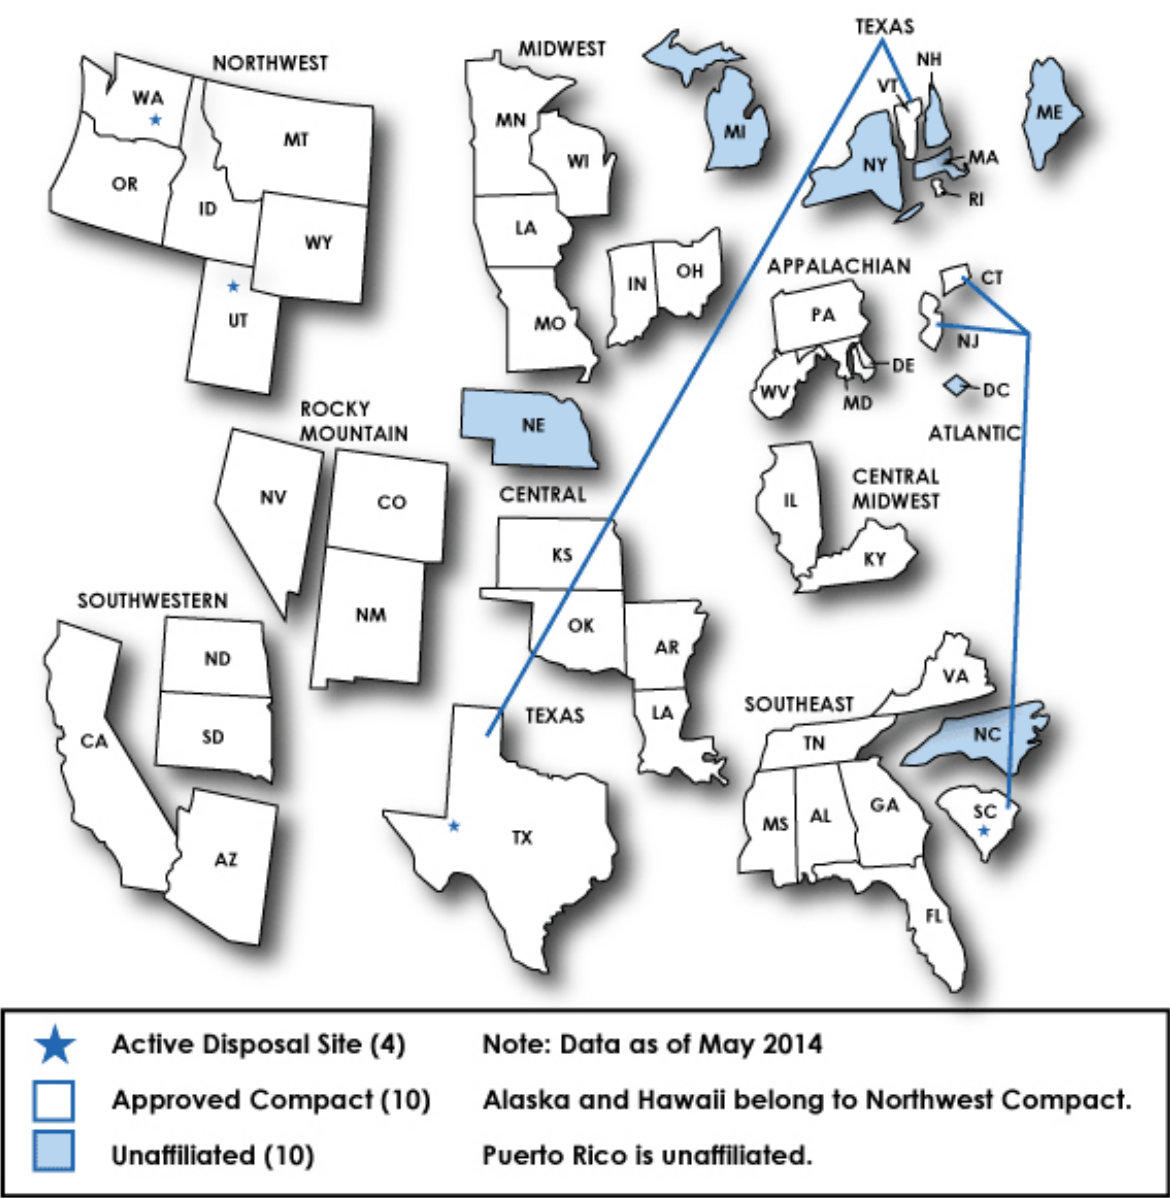 TEXAS
NORTHWEST
MIDWEST
NH
VT
WA
MT
MN
MI
ME
OR
ID
WI
NY
MA
RI
WY
LA
UT
IN
OH
APPALACHIAN
CT
MO
PA
NJ
DE
WV
MD
DC
ROCKY
MOUNTAIN
NE
ATLANTIC
NV
CO
CENTRAL
IL
CENTRAL
MIDWEST
KS
KY
SOUTHWESTERN
NM
OK
AR
ND
VA
SD
CA
TEXAS
LA
SOUTHEAST
TN
NC
AZ
TX
MS
AL
GA
SC
FL
Active Disposal Site (4)
Note: Data as of May 2014
Approved Compact (10)
Alaska and Hawaii belong to Northwest Compact.
Unaffiliated (10)
Puerto Rico is unaffiliated.